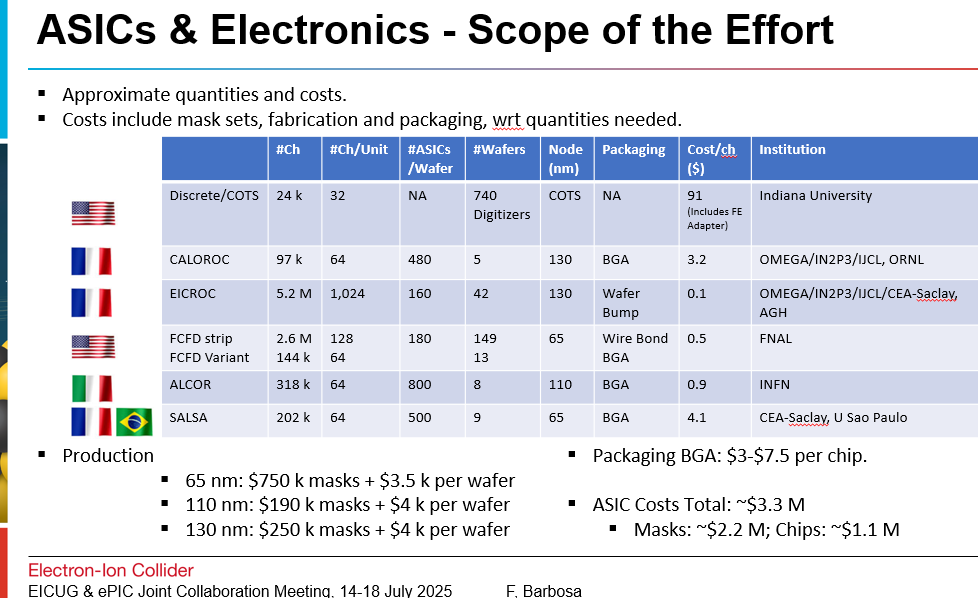 ASICs & Electronics - Scope of the Effort
▪ Approximate quantities and costs.
▪ Costs include mask sets, fabrication and packaging, wrt quantities needed.
#Ch #Ch/Unit #ASICs /Wafer #Wafers Node (nm) Packaging Cost/ch ($) Institution
Discrete/COTS 24 k 32 NA 740 Digitizers COTS NA 91 (Includes FE Adapter) Indiana University
CALOROC 97 k 64 480 5 130 BGA 3.2 OMEGA/IN2P3/IJCL, ORNL
EICROC 5.2 M 1,024 160 42 130 Wafer Bump 0.1 OMEGA/IN2P3/IJCL/CEA-Saclay, AGH
FCFD strip 2.6 M 128 180 149 65 Wire Bond 0.5 FNAL
FCFD Variant 144 k 64 13 BGA
ALCOR 318 k 64 800 8 110 BGA 0.9 INFN
SALSA 202 k 64 500 9 65 BGA 4.1 CEA-Saclay, U Sao Paulo
▪ Production
▪ 65 nm: $750 k masks + $3.5 k per wafer
▪ 110 nm: $190 k masks + $4 k per wafer
▪ 130 nm: $250 k masks + $4 k per wafer
▪ Packaging BGA: $3-$7.5 per chip.
▪ ASIC Costs Total: ~$3.3 M
▪ Masks: ~$2.2 M; Chips: ~$1.1 M
Electron-Ion Collider
EICUG & ePIC Joint Collaboration Meeting, 14-18 July 2025 F, Barbosa